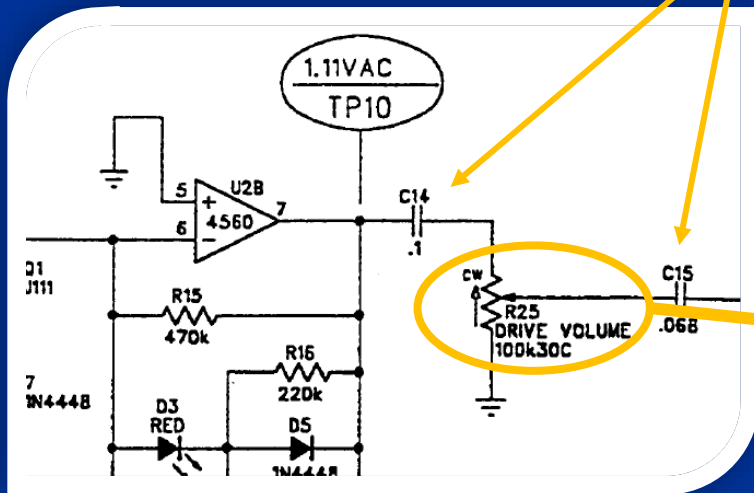 1.11VAC
TP10
5
+
U2B
4560
7
6
-
C14
.1
Q1
J111
R15
470k
CW
R25
DRIVE VOLUME
100k30C
C15
.068
R16
220k
7
1N4448
D3
RED
D5
1N4448